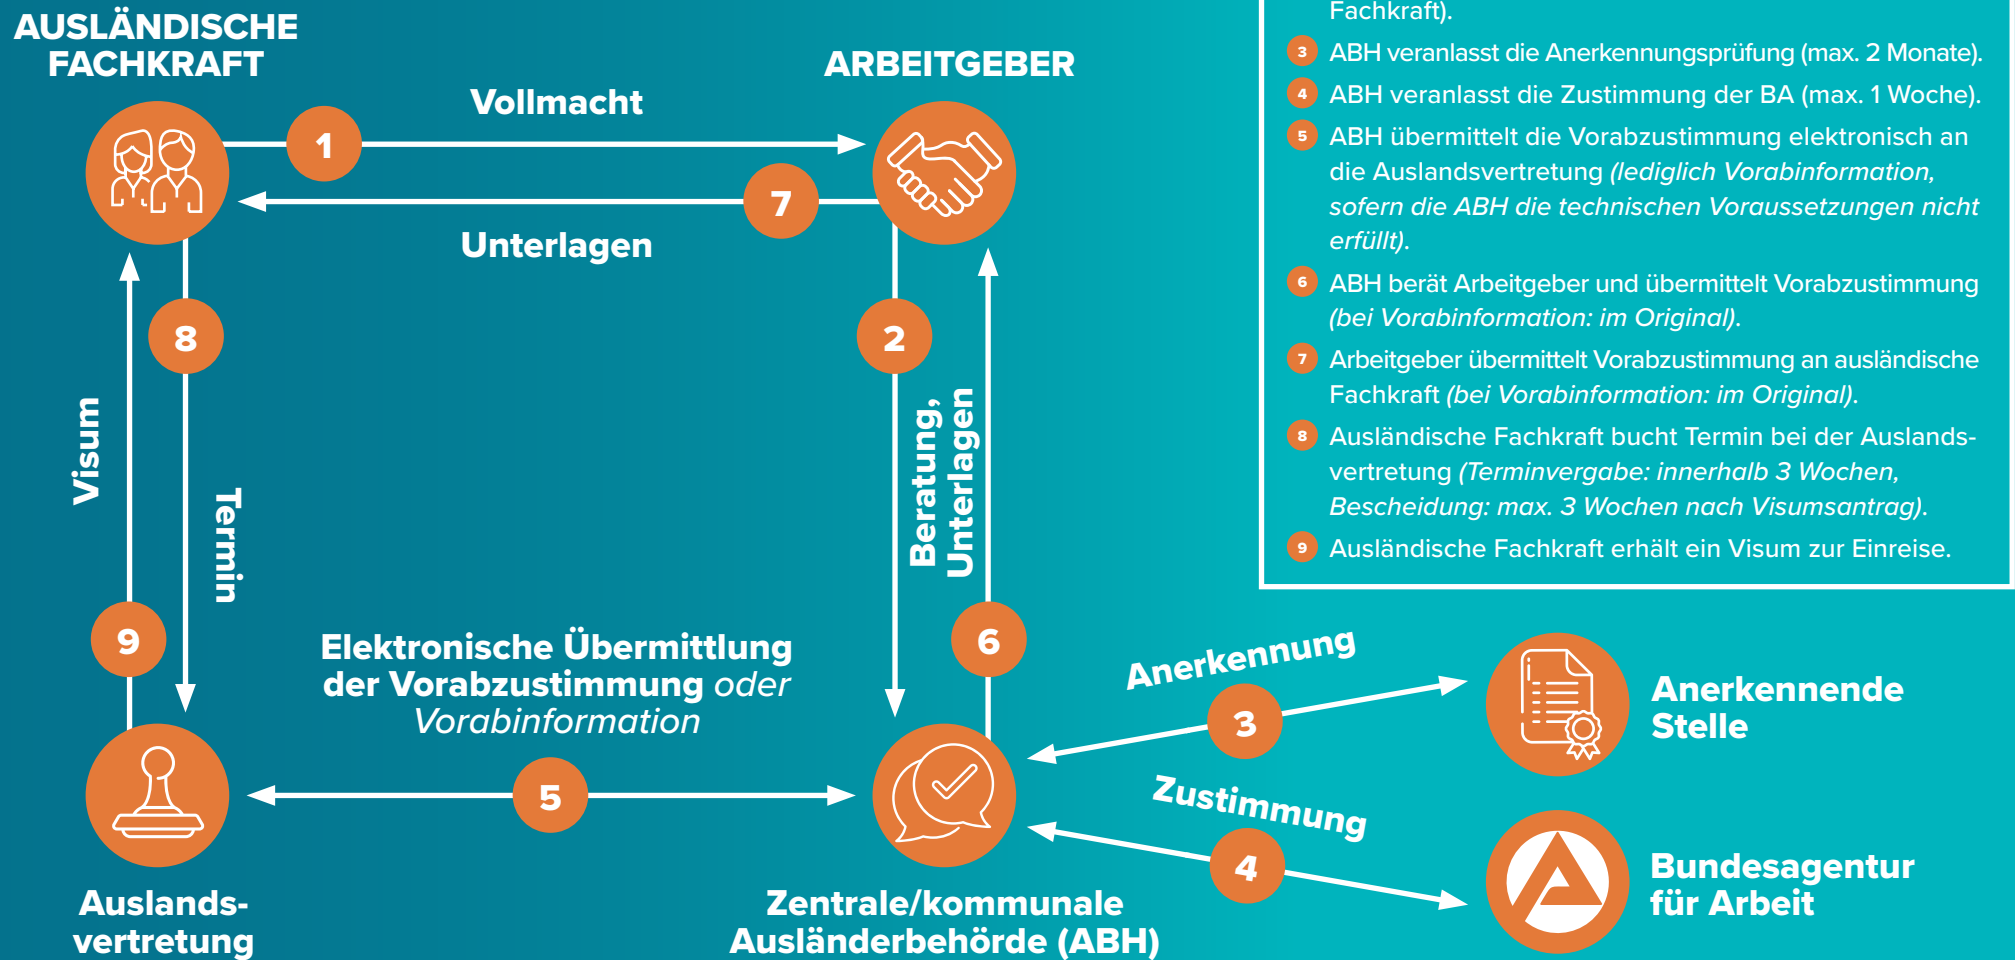 AUSLÄNDISCHE
FACHKRAFT
ARBEITGEBER
Vollmacht
1
7
Unterlagen
8
2
Visum
Termin
Beratung,
Unterlagen
9
6
Elektronische Übermittlung
der Vorabzustimmung oder
Vorabinformation
5
Anerkennung
3
Zustimmung
4
Anerkennende
Stelle
Bundesagentur
für Arbeit
Auslands-
vertretung
Zentrale/kommunale
Ausländerbehörde (ABH)
Fachkraft).
3 ABH veranlasst die Anerkennungsprüfung (max. 2 Monate).
4 ABH veranlasst die Zustimmung der BA (max. 1 Woche).
5 ABH übermittelt die Vorabzustimmung elektronisch an
die Auslandsvertretung (lediglich Vorabinformation,
sofern die ABH die technischen Voraussetzungen nicht
erfüllt).
6 ABH berät Arbeitgeber und übermittelt Vorabzustimmung
(bei Vorabinformation: im Original).
7 Arbeitgeber übermittelt Vorabzustimmung an ausländische
Fachkraft (bei Vorabinformation: im Original).
8 Ausländische Fachkraft bucht Termin bei der Auslands-
vertretung (Terminvergabe: innerhalb 3 Wochen,
Bescheidung: max. 3 Wochen nach Visumsantrag).
9 Ausländische Fachkraft erhält ein Visum zur Einreise.